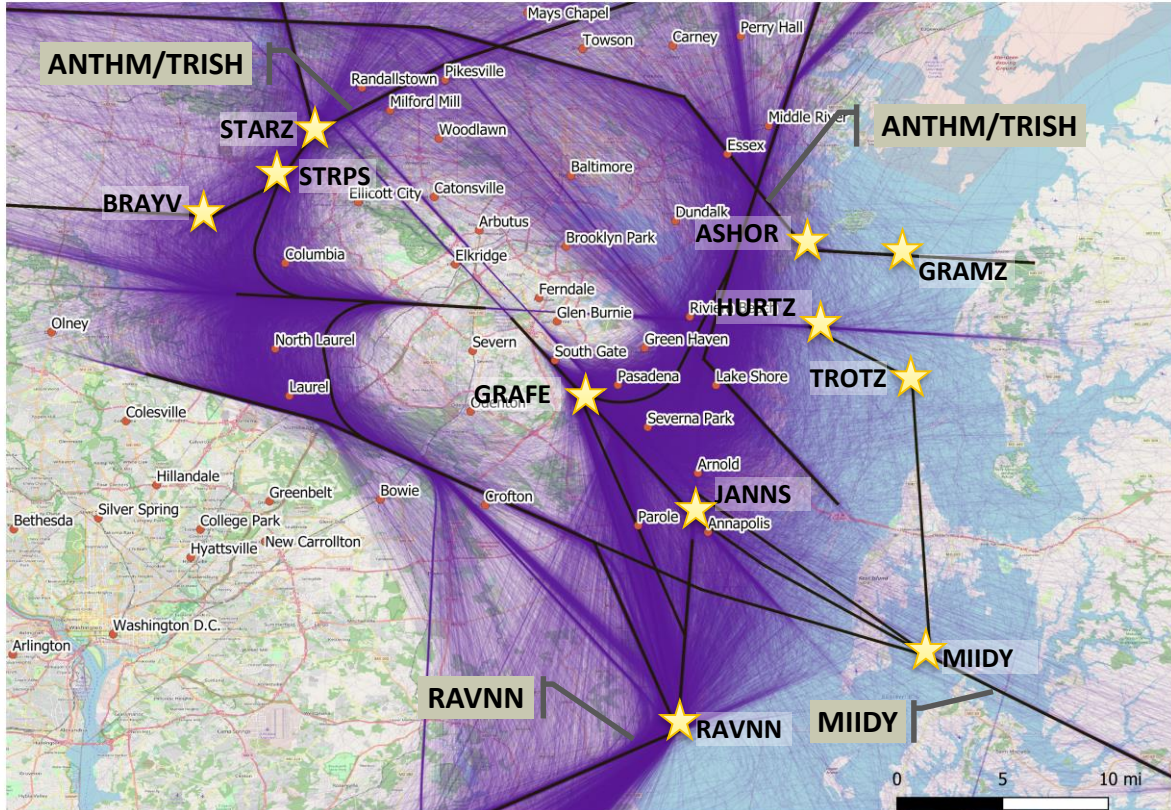 Mays Chapel
Perry Hall
Carney
Towson
ANTHM/TRISH
Pikesville
Randallstown
Milford Mill
Middle River
STARZ
Woodlawn
ANTHM/TRISH
Essex
Baltimore
STRPS
BRAYV
Ellicott City
Catonsville
Dundalk
Arbutus
ASHOR
Brooklyn Park
Columbia
Elkridge
GRAMZ
Ferndale
HURTZ
Glen Burnie
Olney
North Laurel
Severn
Green Haven
South Gate
TROTZ
Laurel
GRAFE
Pasadena
Lake Shore
Colesville
Severna Park
Arnold
Hillandale
JANNS
Greenbelt
Bowie
Crofton
Silver Spring
Bethesda
College Park
Parole
Annapolis
New Carrollton
Hyattsville
Washington D.C.
Arlington
MIIDY
RAVNN
MIIDY
RAVNN
0 5 10 mi